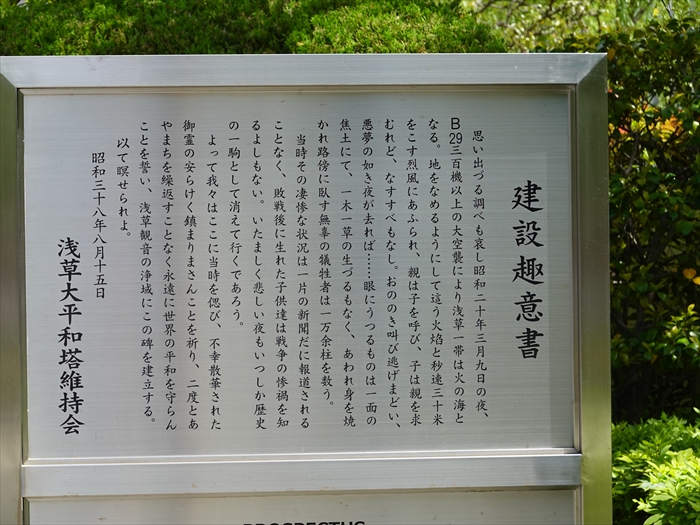 建設趣意書
思い出づる調べも哀し昭和二十年三月九日の夜、
B29三百機以上の大空襲により浅草一帯は火の海と
なる。地をなめるようにして這う火焰と秒速三十米
をこす烈風にあふられ、親は子を呼び、子は親を求
むれど、なすすべもなし。おののき叫び逃げまどい、
悪夢の如き夜が去れば……眼にうつるものは一面の
焦土にて、一木一草の生づるもなく、あわれ身を焼
かれ路傍に臥す無辜の犠牲者は一万余柱を数う。
当時その凄惨な状況は一片の新聞だに報道される
ことなく、敗戦後に生れた子供達は戦争の惨禍を知
るよしもない。いたましく悲しい夜もいつしか歴史
の一駒として消えて行くであろう。
よって我々はここに当時を偲び、不幸散華された
御霊の安らけく鎮まりまさんことを祈り、二度とあ
やまちを繰返すことなく永遠に世界の平和を守らん
ことを誓い、浅草観音の浄域にこの碑を建立する。
以て瞑せられよ。
昭和三十八年八月十五日
浅草大平和塔維持会
PROSPECTUS